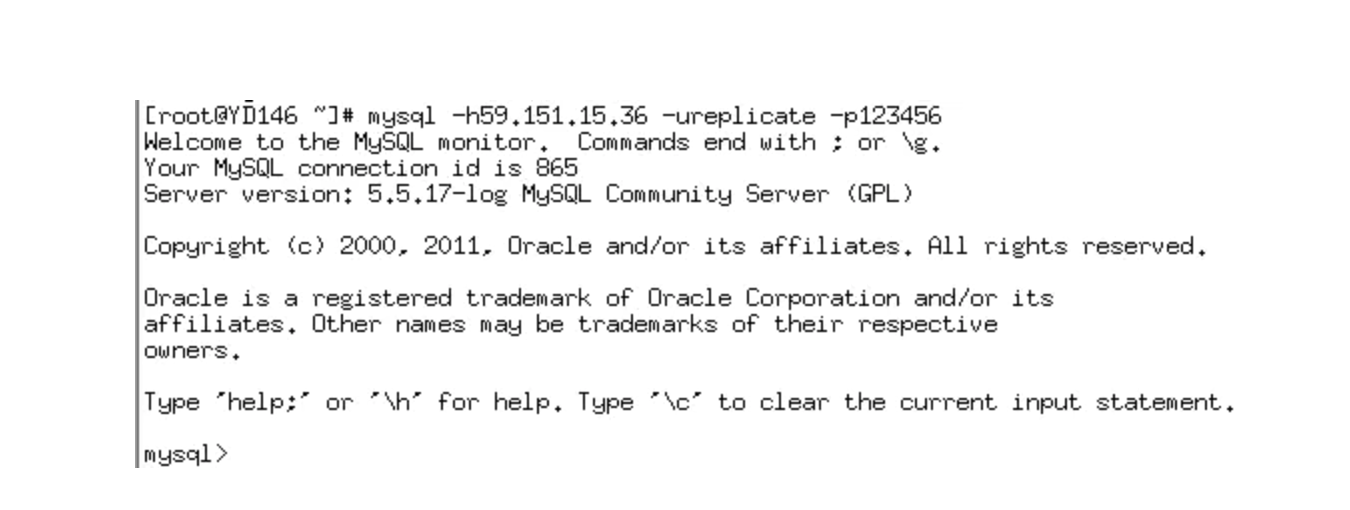 [root@YD146 ~]# mysql -h59.151.15.36 -ureplicate -p123456
Welcome to the MySQL monitor.  Commands end with ; or \g.
Your MySQL connection id is 865
Server version: 5.5.17-log MySQL Community Server (GPL)
Copyright (c) 2000, 2011, Oracle and/or its affiliates. All rights reserved.
Oracle is a registered trademark of Oracle Corporation and/or its
affiliates. Other names may be trademarks of their respective
owners.
Type 'help;' or '\h' for help. Type '\c' to clear the current input statement.
mysql>